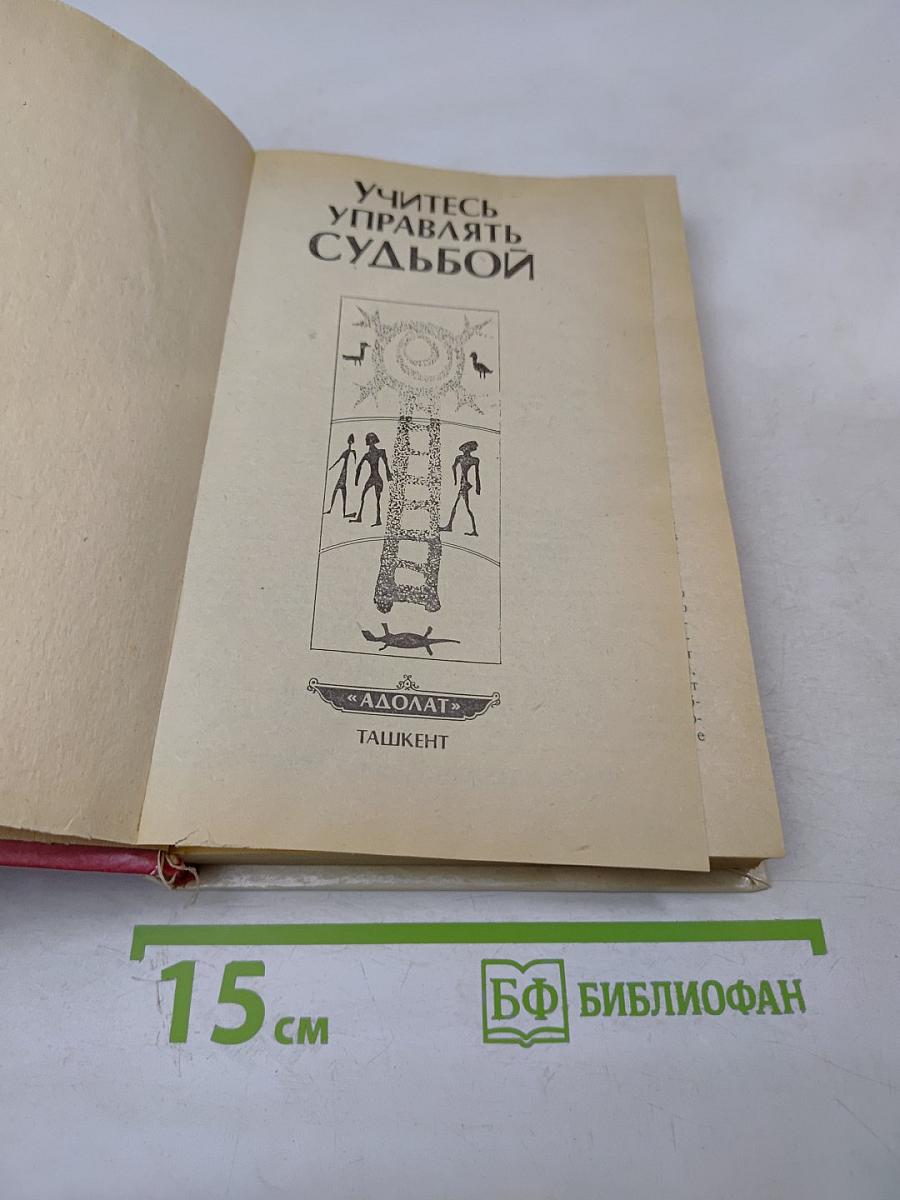 УЧИТЕСЬ
УПРАВЛЯТЬ
СУДЬБОЙ
«АДОЛАТ»
ТАШКЕНТ
15 см
БФ БИБЛИОФАН